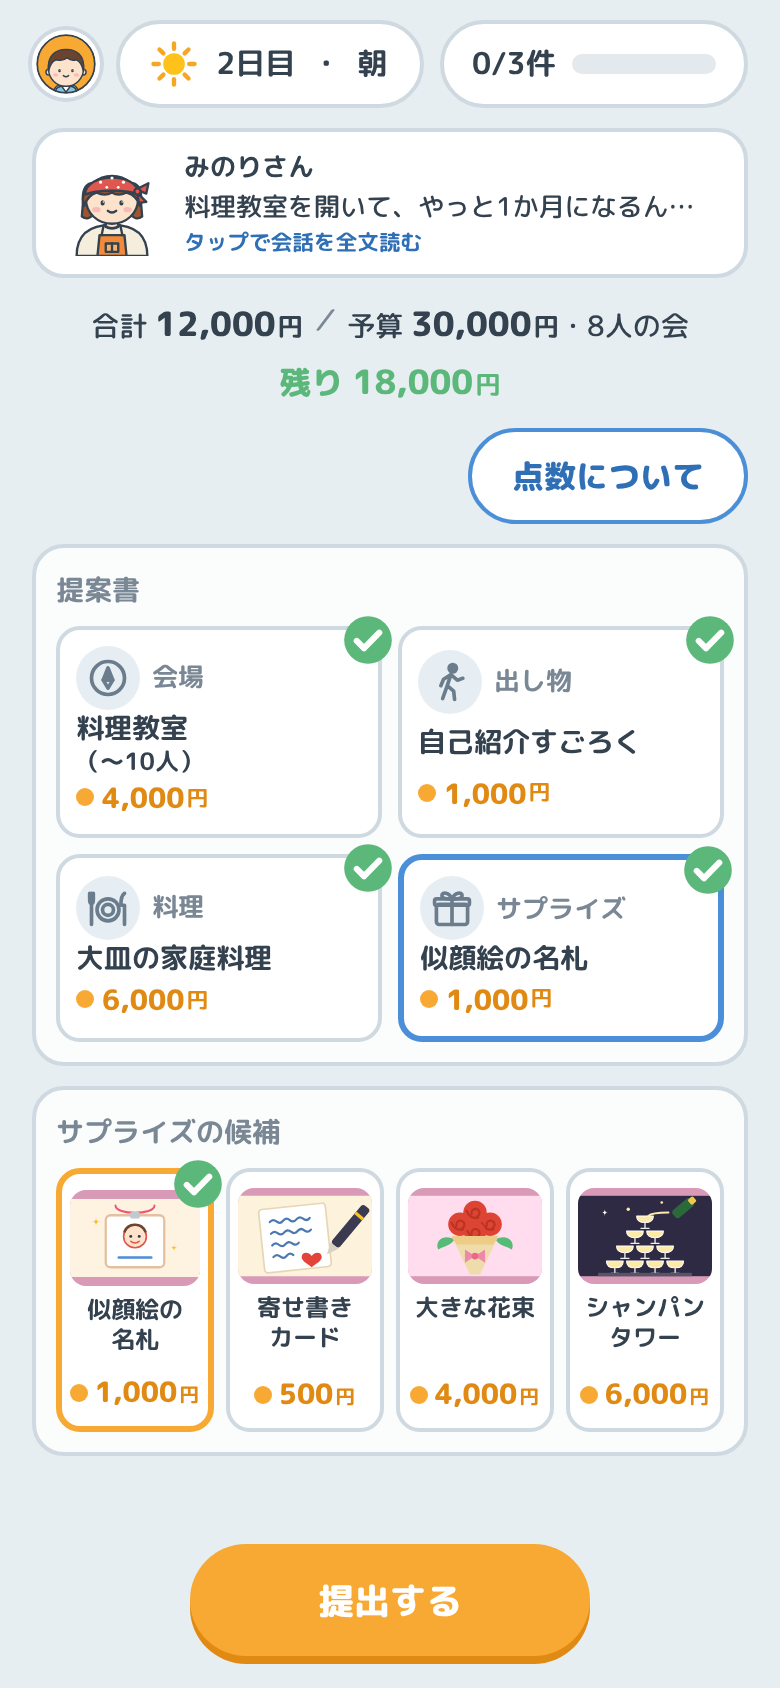 2日目 ・ 朝
0/3件
みのりさん
料理教室を開いて、やっと1か月になるん…
タップで会話を全文読む
合計 12,000円 / 予算 30,000円・8人の会
残り 18,000円
点数について
提案書
会場
料理教室
（〜10人）
4,000円
出し物
自己紹介すごろく
1,000円
料理
大皿の家庭料理
6,000円
サプライズ
似顔絵の名札
1,000円
サプライズの候補
似顔絵の
名札
1,000円
寄せ書き
カード
500円
大きな花束
4,000円
シャンパン
タワー
6,000円
提出する